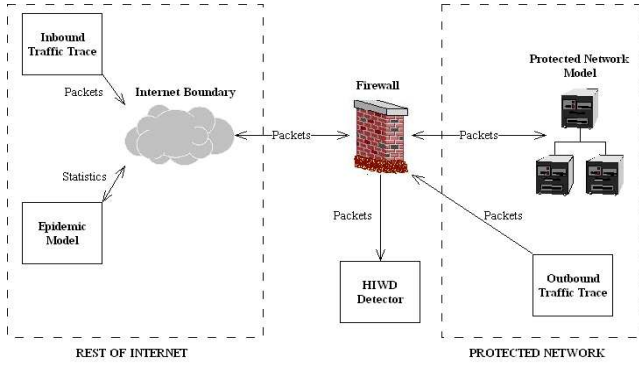 Inbound
Traffic Trace
Packets
Internet Boundary
Statistics
Epidemic
Model
Packets
Firewall
Packets
HIWD
Detector
Packets
Protected Network
Model
Packets
Outbound
Traffic Trace
REST OF INTERNET
PROTECTED NETWORK